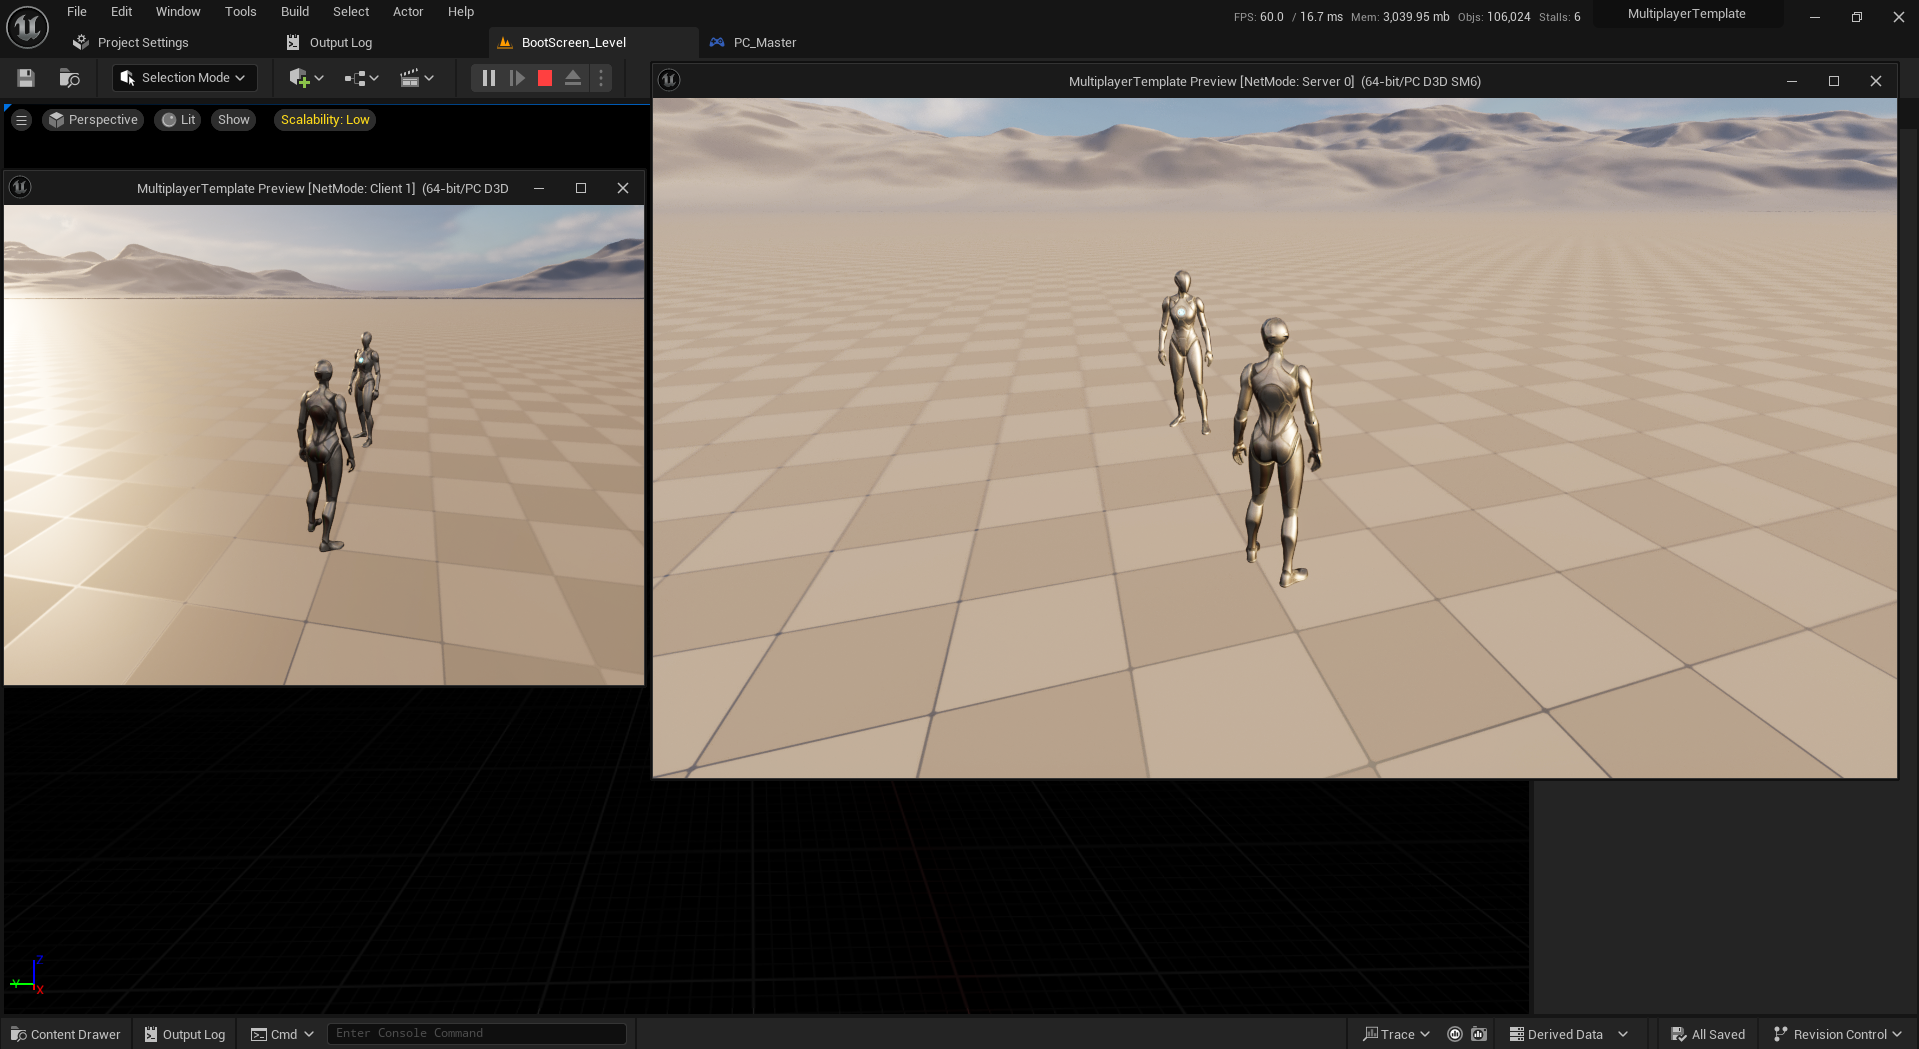 File Edit Window Tools Build Select Actor Help
FPS: 60.0 / 16.7 ms Mem: 3,039.95 mb Objs: 106,024 Stalls: 6
MultiplayerTemplate
Project Settings
Output Log
BootScreen_Level
PC_Master
Selection Mode
MultiplayerTemplate Preview [NetMode: Server 0] (64-bit/PC D3D SM6)
Perspective
Lit
Show
Scalability: Low
MultiplayerTemplate Preview [NetMode: Client 1] (64-bit/PC D3D
Z
Y
X
Content Drawer
Output Log
Cmd
Enter Console Command
Trace
Derived Data
All Saved
Revision Control